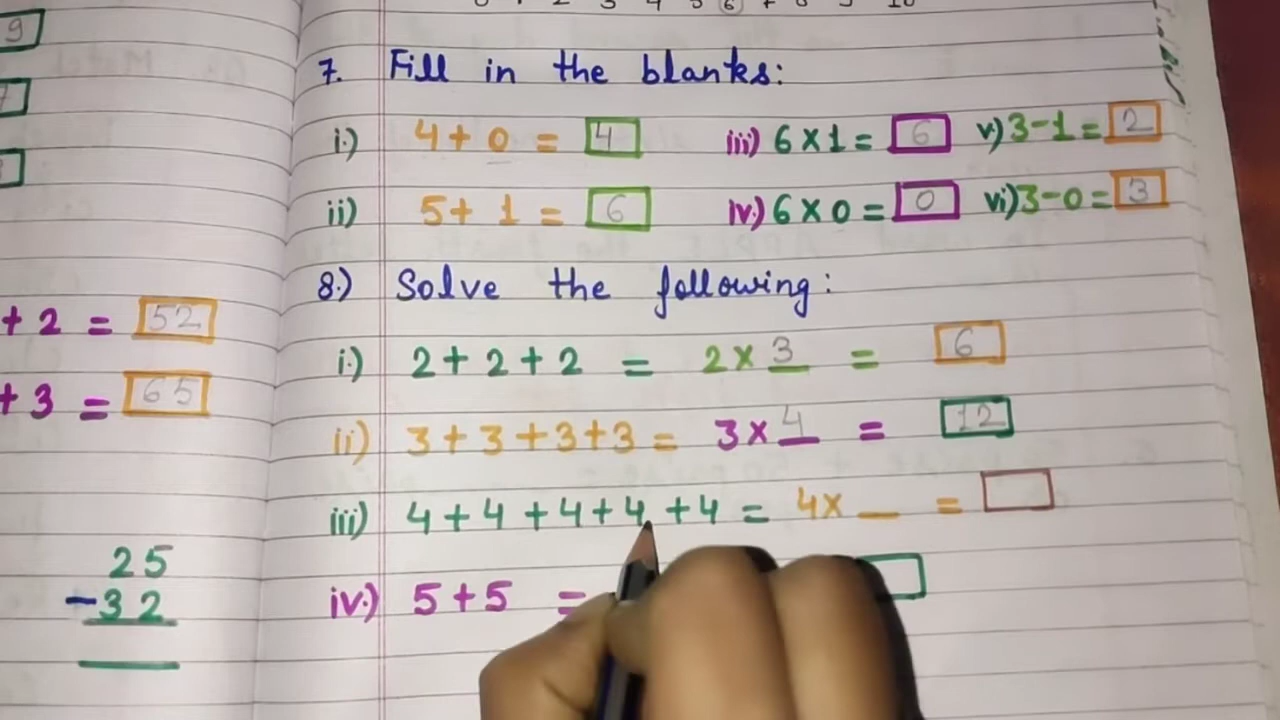 9
+ 2 = 52
+ 3 = 65
25
- 32
7. Fill in the blanks:
i.) 4 + 0 = 4 iii) 6 x 1 = 6 v) 3 - 1 = 2
ii) 5 + 1 = 6 iv.) 6 x 0 = 0 vi) 3 - 0 = 3
8.) Solve the following:
i.) 2 + 2 + 2 = 2 x 3 = 6
ii) 3 + 3 + 3 + 3 = 3 x 4 = 12
iii) 4 + 4 + 4 + 4 + 4 = 4 x __ =
iv.) 5 + 5 =